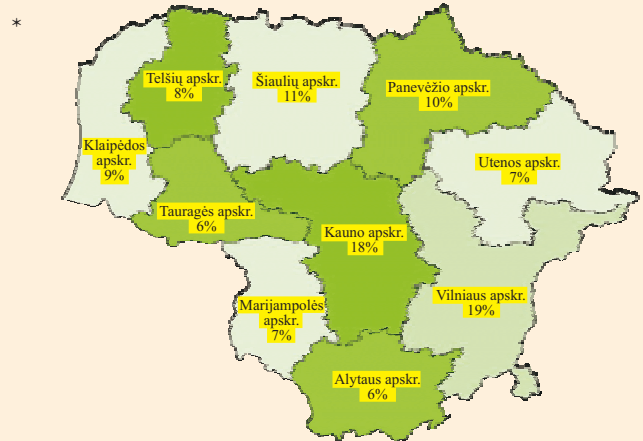 *
Telšių apskr.
8%
Šiaulių apskr.
11%
Panevėžio apskr.
10%
Klaipėdos
apskr.
9%
Utenos apskr.
7%
Tauragės apskr.
6%
Kauno apskr.
18%
Vilniaus apskr.
19%
Marijampolės
apskr.
7%
Alytaus apskr.
6%